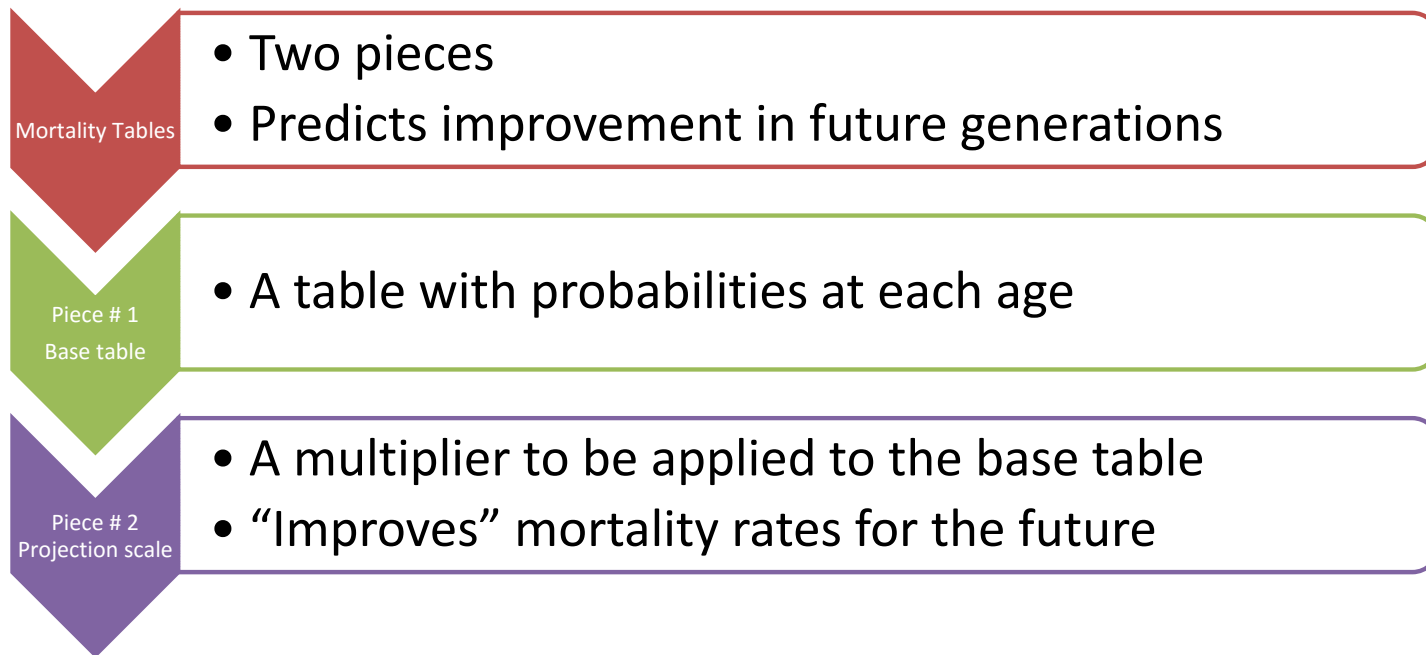 Mortality Tables
• Two pieces
• Predicts improvement in future generations
Piece # 1
Base table
• A table with probabilities at each age
Piece # 2
Projection scale
• A multiplier to be applied to the base table
• “Improves” mortality rates for the future